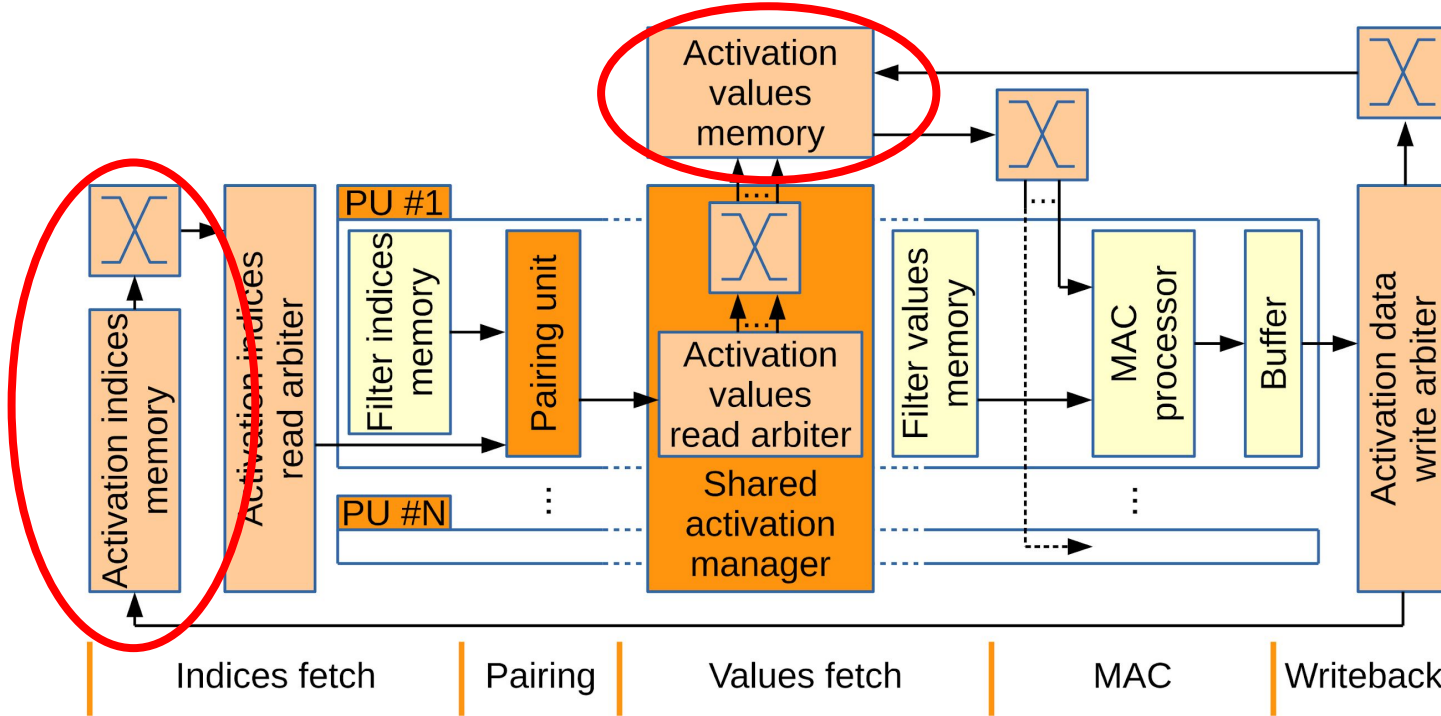 Activation
values
memory
PU #1
Activation indices
memory
Activation indices
read arbiter
Filter indices
memory
Pairing unit
...
...
Activation
values
read arbiter
Shared
activation
manager
Filter values
memory
...
MAC
processor
Buffer
Activation data
write arbiter
PU #N
...
...
Indices fetch
Pairing
Values fetch
MAC
Writeback